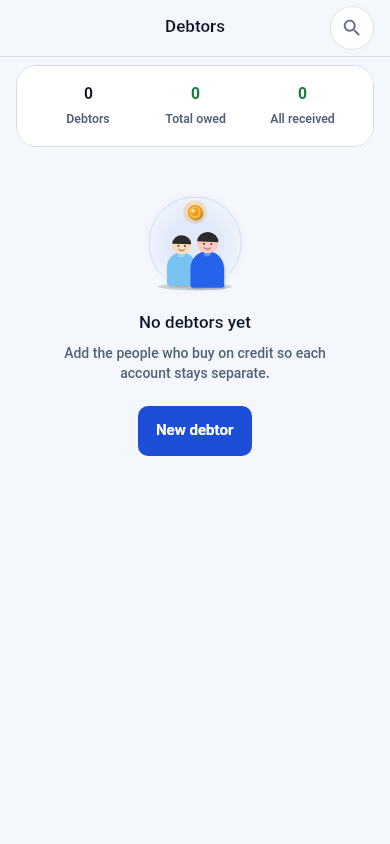 Debtors
0
0
0
Debtors
Total owed
All received
No debtors yet
Add the people who buy on credit so each
account stays separate.
New debtor